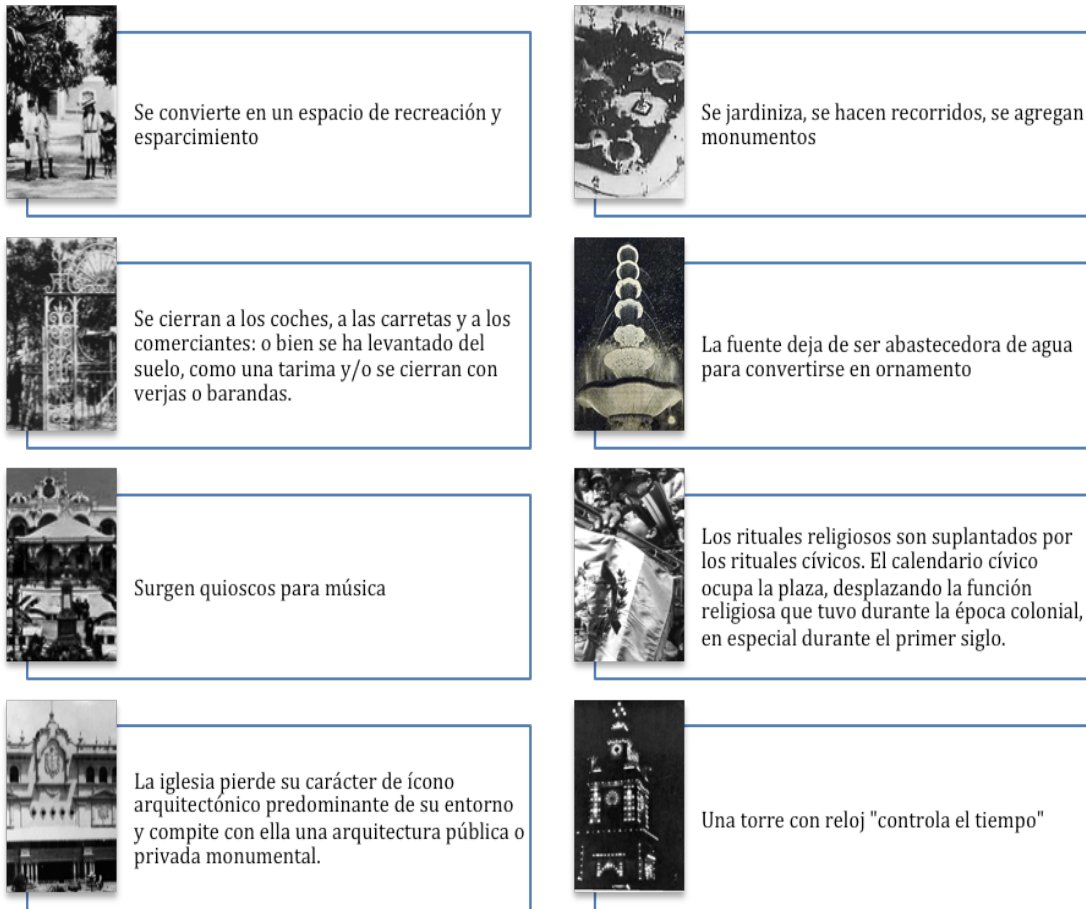 Se convierte en un espacio de recreación y
esparcimiento
Se jardiniza, se hacen recorridos, se agregan
monumentos
Se cierran a los coches, a las carretas y a los
comerciantes: o bien se ha levantado del
suelo, como una tarima y/o se cierran con
verjas o barandas.
La fuente deja de ser abastecedora de agua
para convertirse en ornamento
Surgen quioscos para música
Los rituales religiosos son suplantados por
los rituales cívicos. El calendario cívico
ocupa la plaza, desplazando la función
religiosa que tuvo durante la época colonial,
en especial durante el primer siglo.
La iglesia pierde su carácter de ícono
arquitectónico predominante de su entorno
y compite con ella una arquitectura pública o
privada monumental.
Una torre con reloj "controla el tiempo"